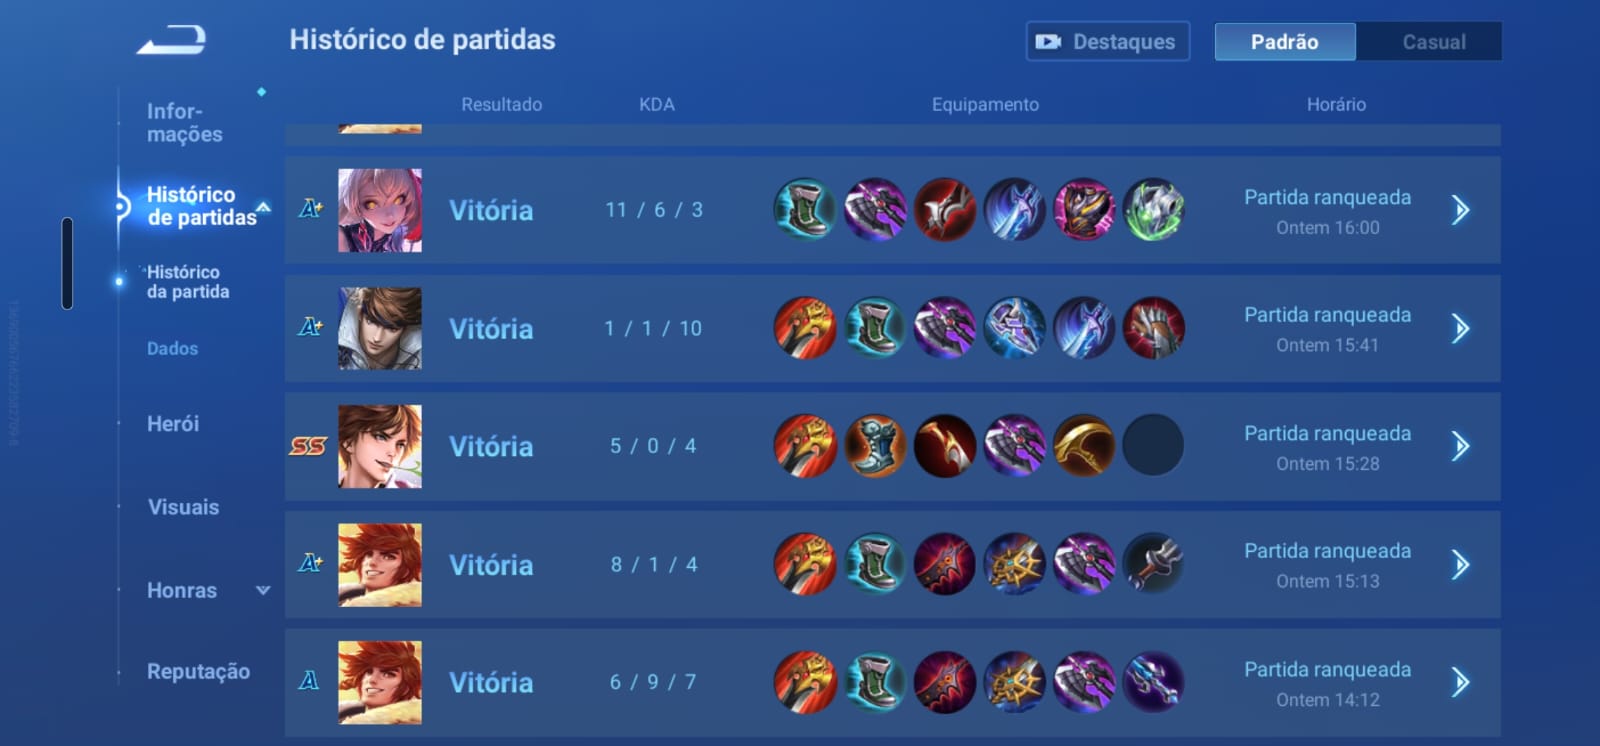 Histórico de partidas
Destaques
Padrão
Casual
Infor-
mações
Histórico
de partidas
Histórico
da partida
Dados
Herói
Visuais
Honras
Reputação
Resultado KDA Equipamento Horário
A+ Vitória 11 / 6 / 3 Partida ranqueada
Ontem 16:00
A+ Vitória 1 / 1 / 10 Partida ranqueada
Ontem 15:41
SS Vitória 5 / 0 / 4 Partida ranqueada
Ontem 15:28
A+ Vitória 8 / 1 / 4 Partida ranqueada
Ontem 15:13
A Vitória 6 / 9 / 7 Partida ranqueada
Ontem 14:12